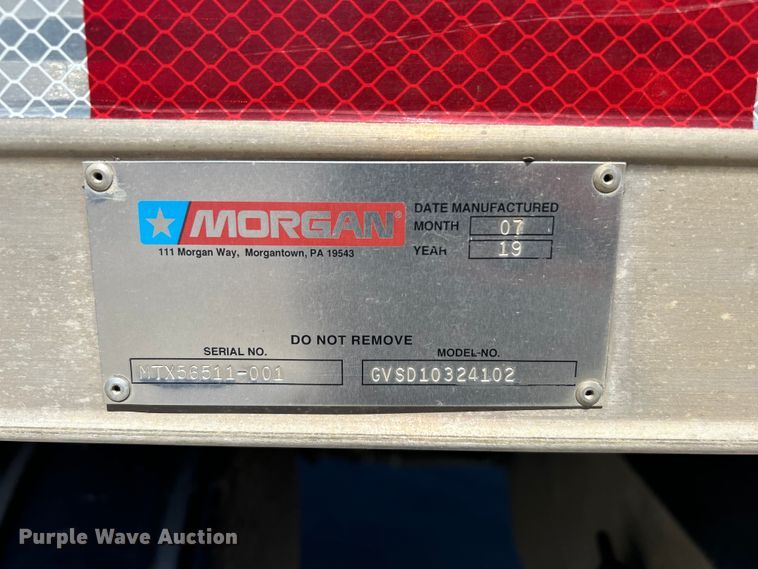 MORGAN®
111 Morgan Way, Morgantown, PA 19543
DATE MANUFACTURED
MONTH 07
YEAR 19
DO NOT REMOVE
SERIAL NO. MODEL-NO.
MTX56511-001 GVSD10324102
Purple Wave Auction